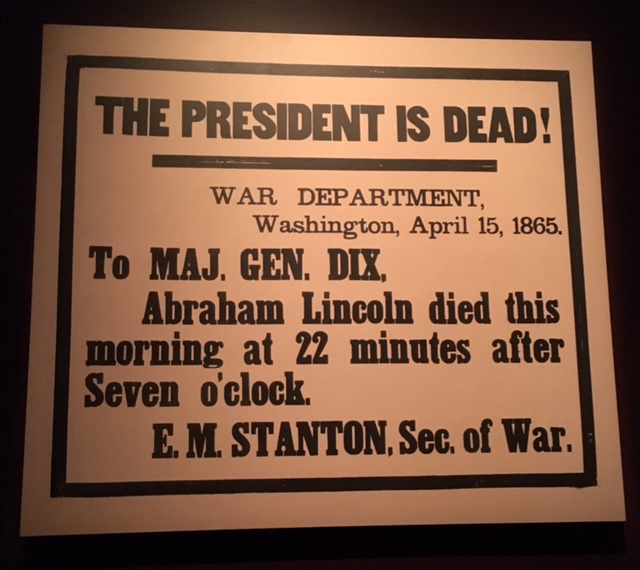 THE PRESIDENT IS DEAD!
WAR DEPARTMENT,
Washington, April 15, 1865.
To MAJ. GEN. DIX,
Abraham Lincoln died this
morning at 22 minutes after
Seven o'clock.
E. M. STANTON, Sec. of War.